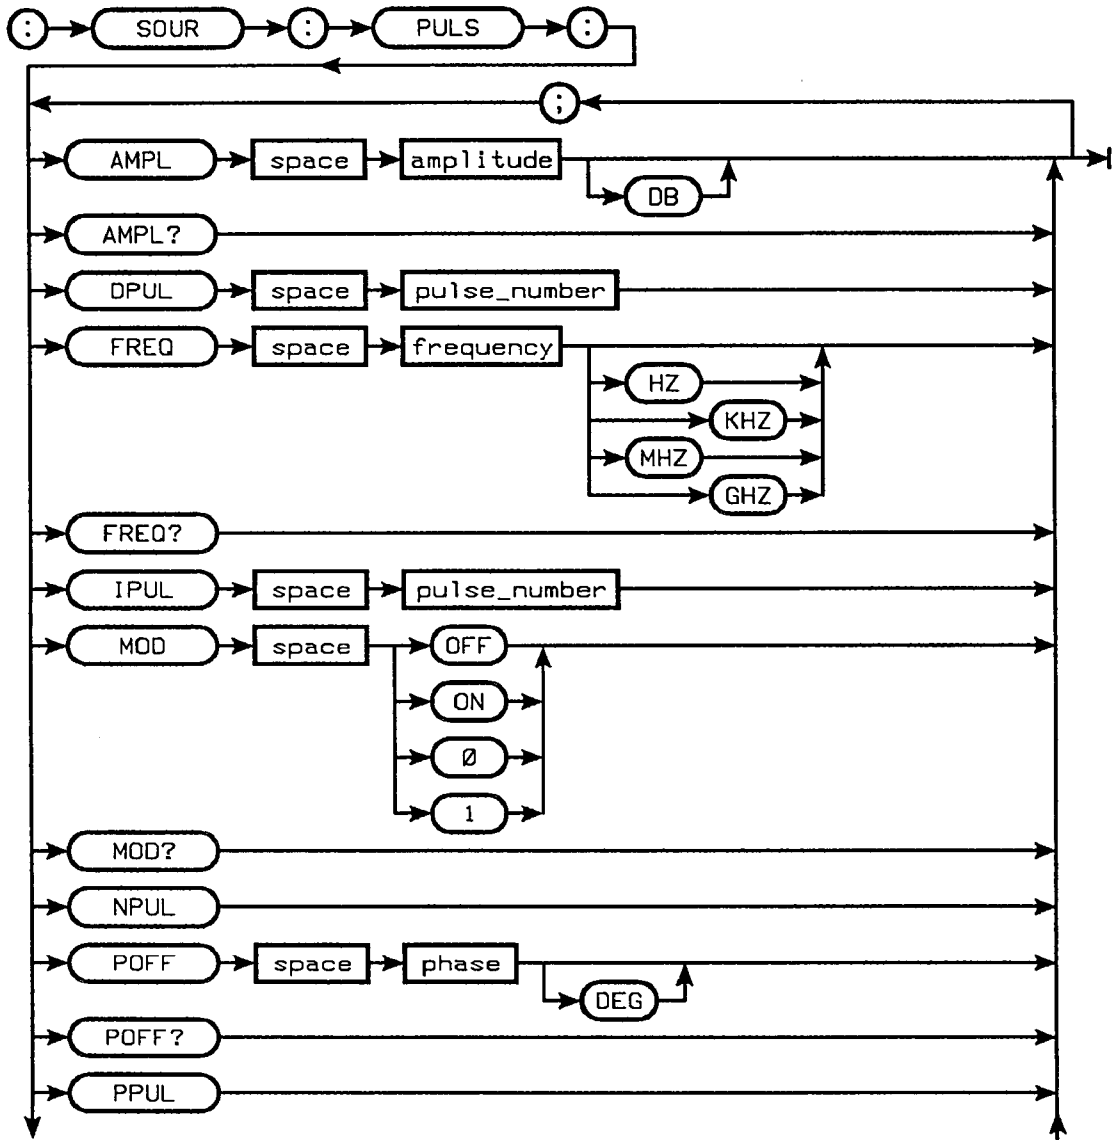 : SOUR : PULS :
;
AMPL space amplitude
DB
AMPL?
DPUL space pulse_number
FREQ space frequency
HZ
KHZ
MHZ
GHZ
FREQ?
IPUL space pulse_number
MOD space OFF
ON
Ø
1
MOD?
NPUL
POFF space phase
DEG
POFF?
PPUL